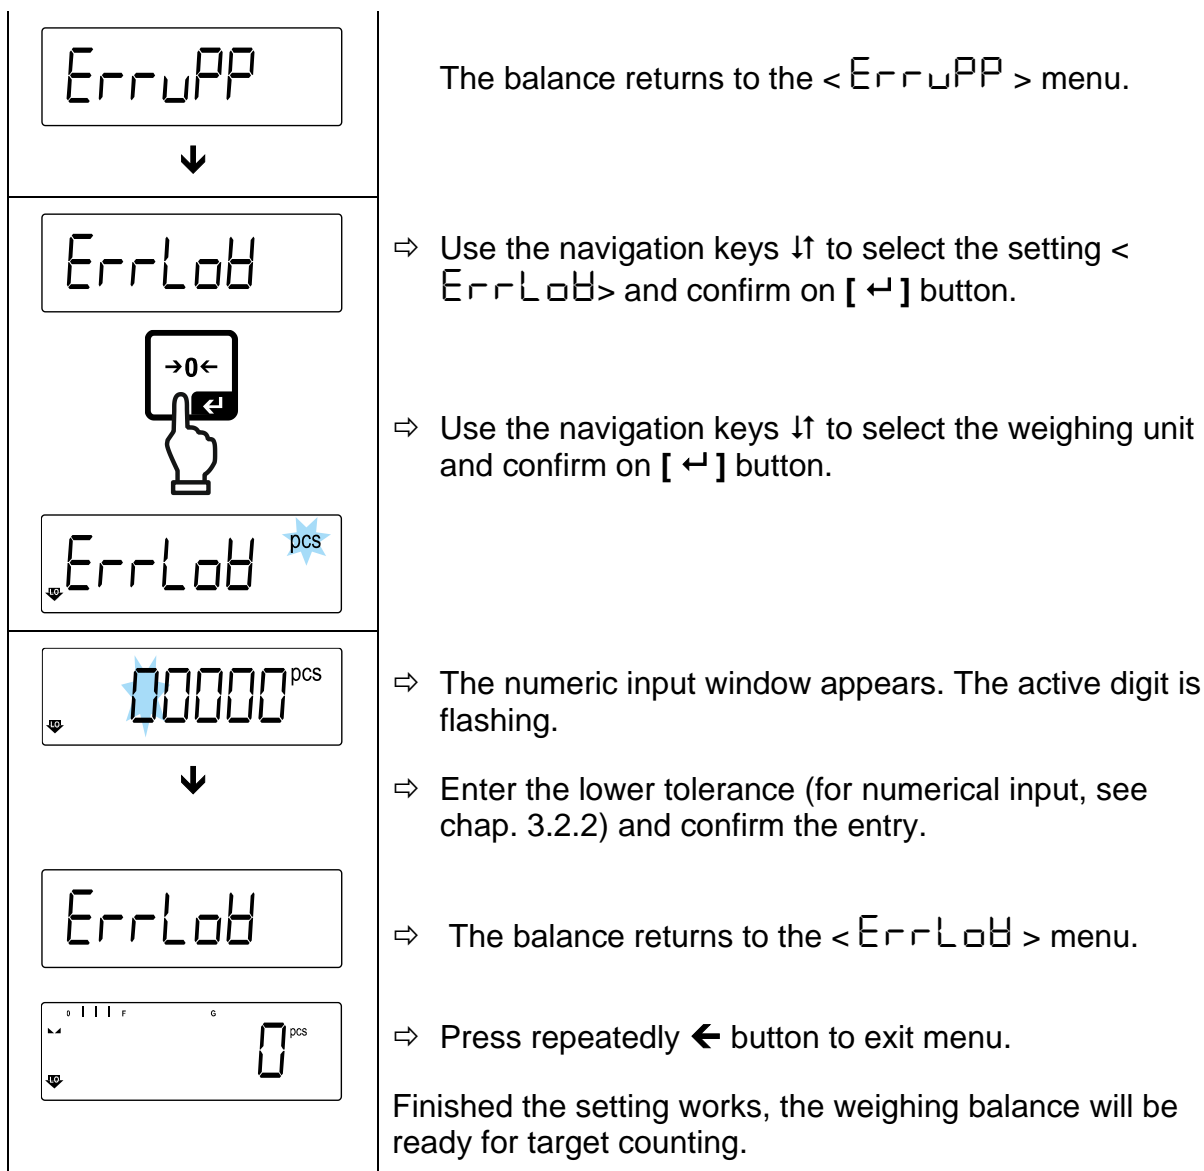 ErruPP
The balance returns to the < ErruPP > menu.
ErrLoW
⇨ Use the navigation keys ↓↑ to select the setting <
ErrLoW> and confirm on [ ↵ ] button.
→0←
↵
⇨ Use the navigation keys ↓↑ to select the weighing unit
and confirm on [ ↵ ] button.
ErrLoW pcs
LO
00000 pcs
LO
⇨ The numeric input window appears. The active digit is
flashing.
⇨ Enter the lower tolerance (for numerical input, see
chap. 3.2.2) and confirm the entry.
ErrLoW
⇨ The balance returns to the < ErrLoW > menu.
0 F G
0 pcs
LO
⇨ Press repeatedly 🡰 button to exit menu.
Finished the setting works, the weighing balance will be
ready for target counting.